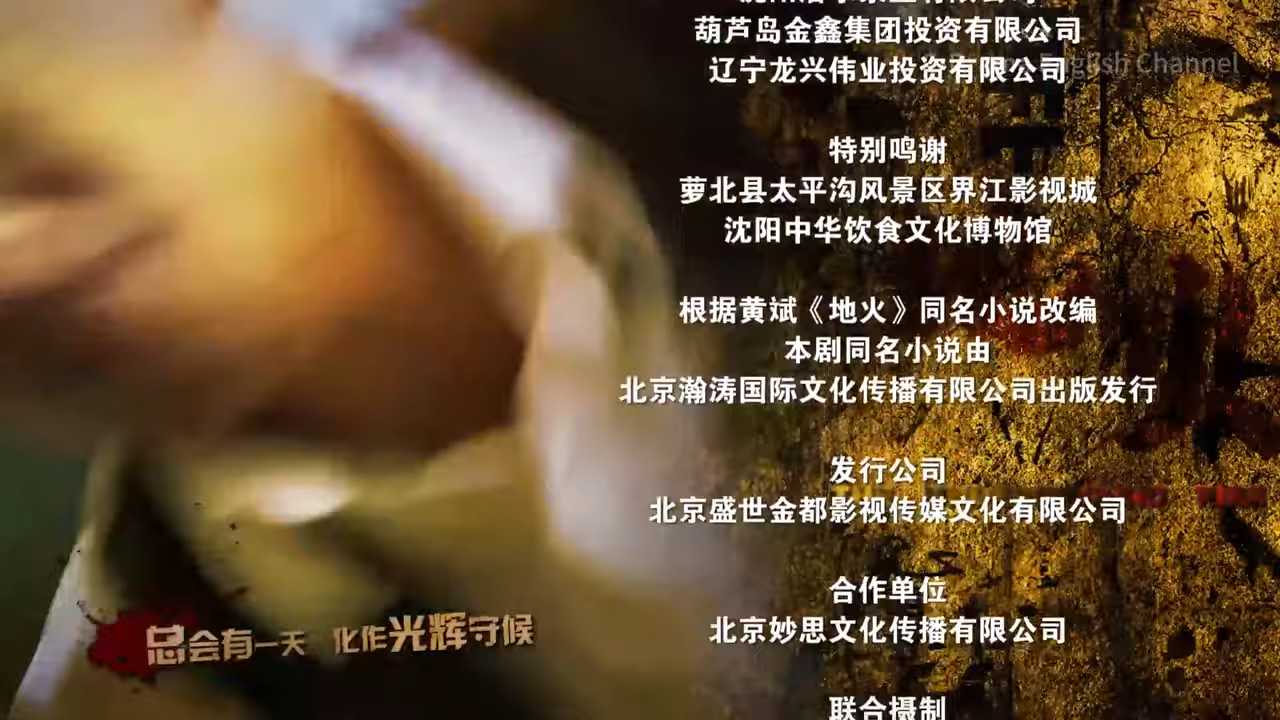 葫芦岛金鑫集团投资有限公司
辽宁龙兴伟业投资有限公司
English Channel
特别鸣谢
萝北县太平沟风景区界江影视城
沈阳中华饮食文化博物馆
根据黄斌《地火》同名小说改编
本剧同名小说由
北京瀚涛国际文化传播有限公司出版发行
发行公司
北京盛世金都影视传媒文化有限公司
合作单位
北京妙思文化传播有限公司
总会有一天 化作光辉守候
联合摄制